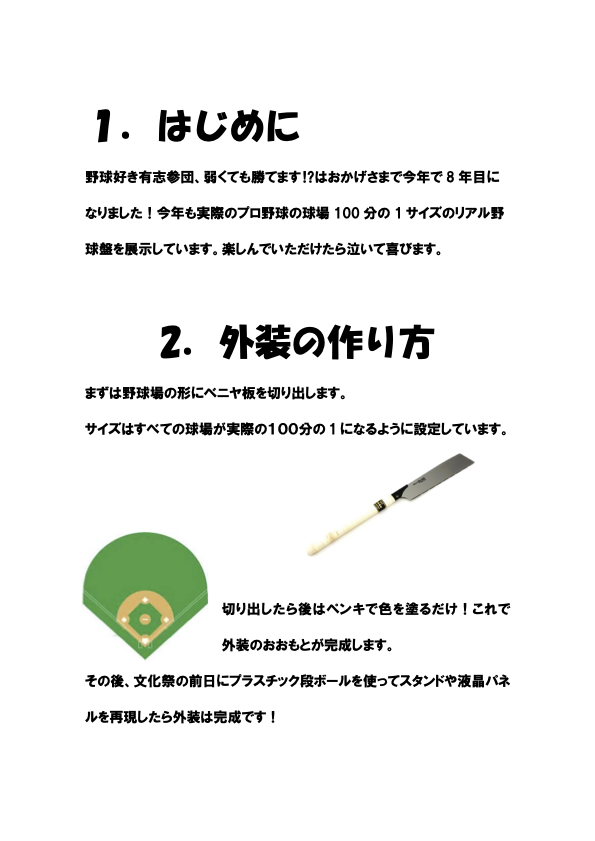 1. はじめに
野球好き有志参団、弱くても勝てます!?はおかげさまで今年で 8 年目に
なりました！今年も実際のプロ野球の球場 100 分の 1 サイズのリアル野
球盤を展示しています。楽しんでいただけたら泣いて喜びます。
2. 外装の作り方
まずは野球場の形にベニヤ板を切り出します。
サイズはすべての球場が実際の１００分の 1 になるように設定しています。
切り出したら後はペンキで色を塗るだけ！これで
外装のおおもとが完成します。
その後、文化祭の前日にプラスチック段ボールを使ってスタンドや液晶パネ
ルを再現したら外装は完成です！